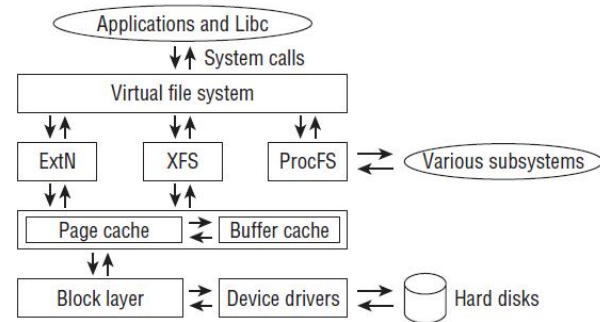 Applications and Libc
System calls
Virtual file system
ExtN
XFS
ProcFS
Various subsystems
Page cache
Buffer cache
Block layer
Device drivers
Hard disks